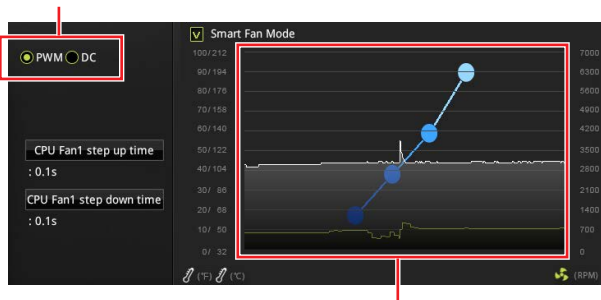 V Smart Fan Mode
PWM DC
100/212 7000
90/194 6300
80/176 5600
70/158 4900
60/140 4200
50/122 3500
40/104 2800
30/ 86 2100
20/ 68 1400
10/ 50 700
0/ 32 0
CPU Fan1 step up time
: 0.1s
CPU Fan1 step down time
: 0.1s
(°F) (°C) (RPM)